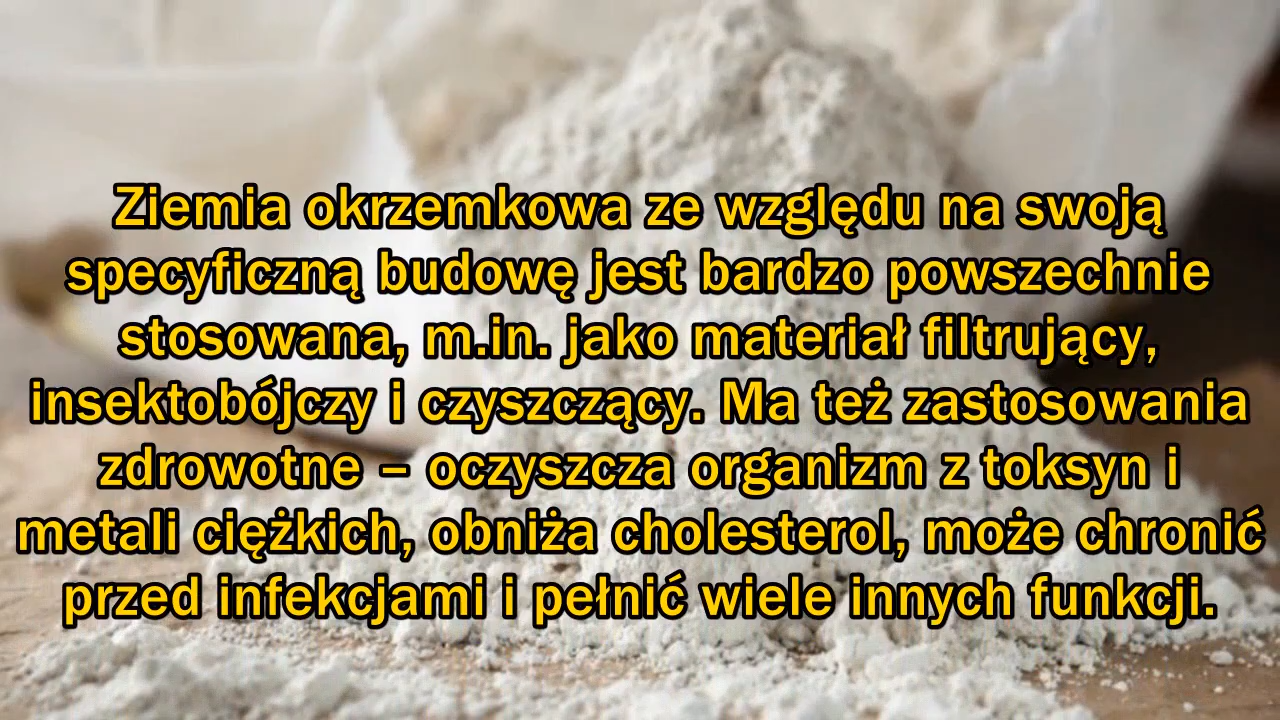 Ziemia okrzemkowa ze względu na swoją
specyficzną budowę jest bardzo powszechnie
stosowana, m.in. jako materiał filtrujący,
insektobójczy i czyszczący. Ma też zastosowania
zdrowotne – oczyszcza organizm z toksyn i
metali ciężkich, obniża cholesterol, może chronić
przed infekcjami i pełnić wiele innych funkcji.